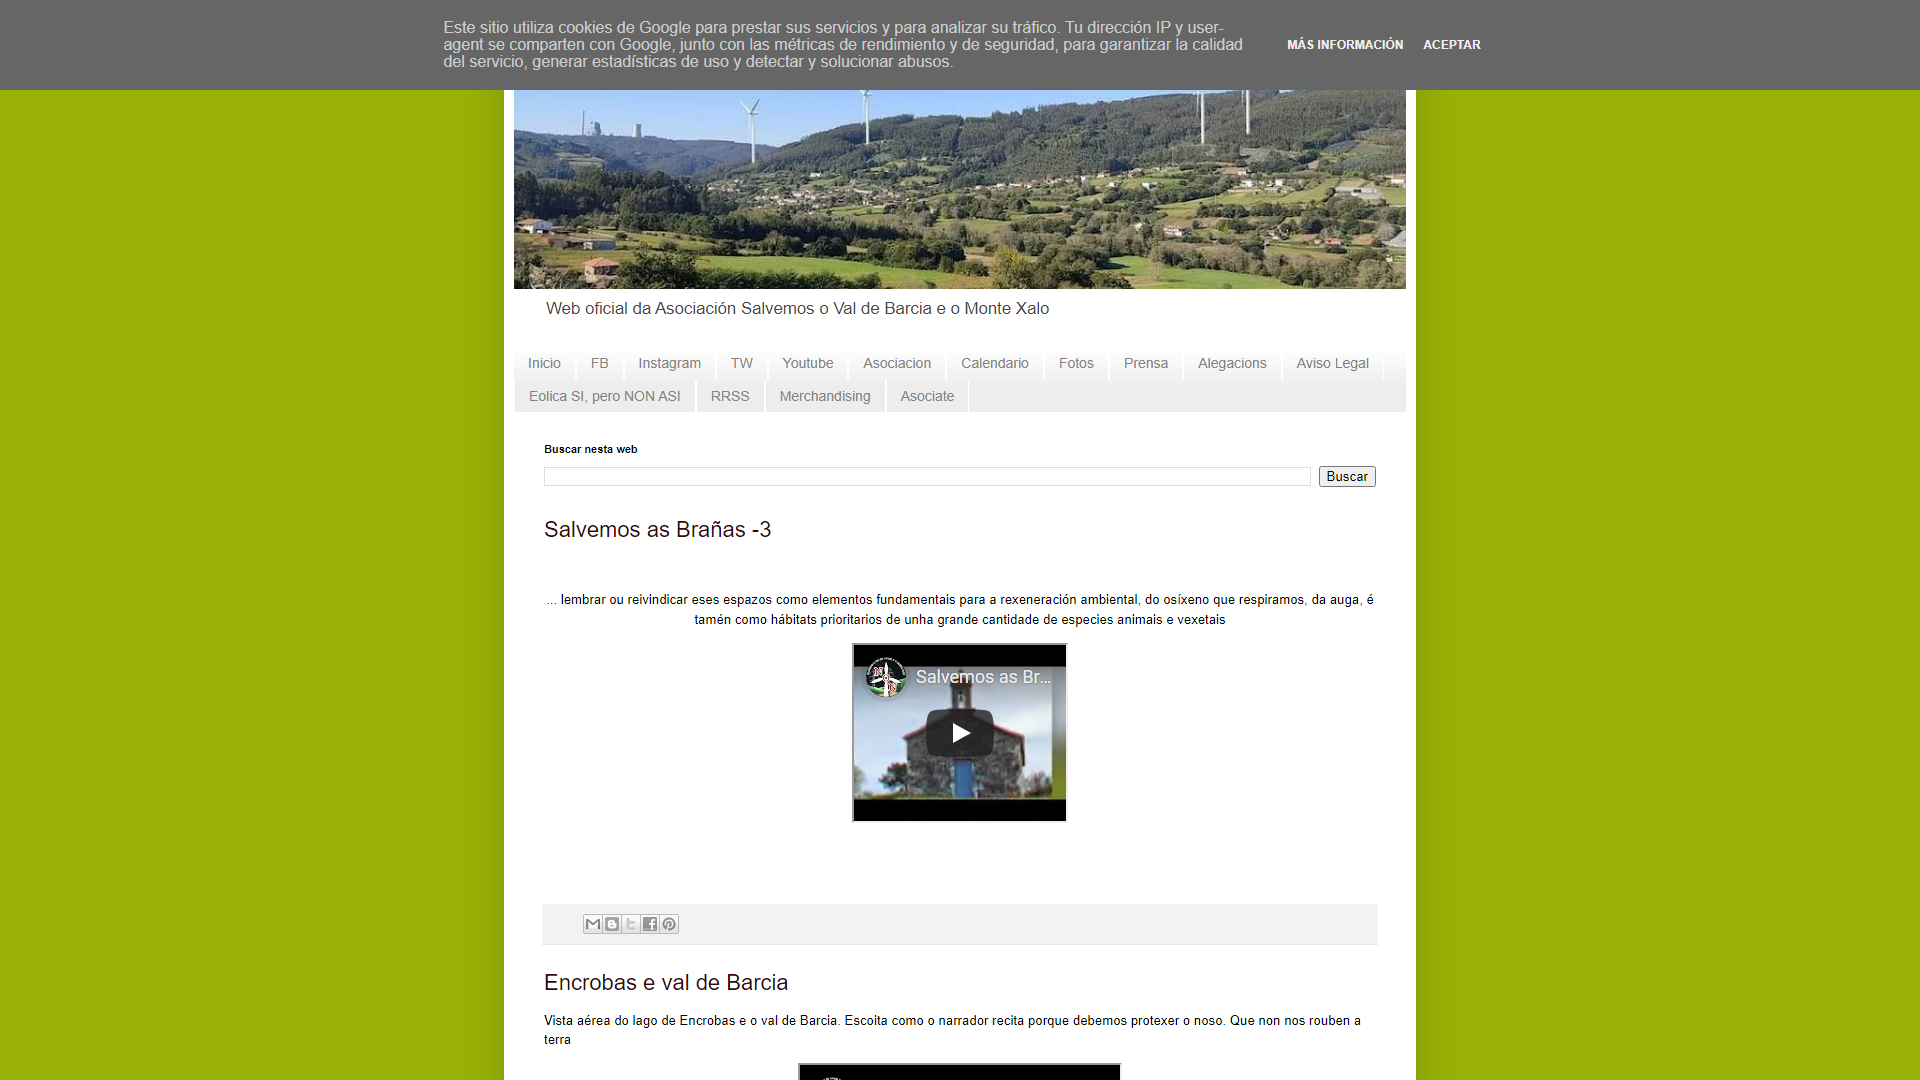 Este sitio utiliza cookies de Google para prestar sus servicios y para analizar su tráfico. Tu dirección IP y user-
agent se comparten con Google, junto con las métricas de rendimiento y de seguridad, para garantizar la calidad
del servicio, generar estadísticas de uso y detectar y solucionar abusos.
MÁS INFORMACIÓN ACEPTAR
Web oficial da Asociación Salvemos o Val de Barcia e o Monte Xalo
Inicio FB Instagram TW Youtube Asociacion Calendario Fotos Prensa Alegacions Aviso Legal
Eolica SI, pero NON ASI RRSS Merchandising Asociate
Buscar nesta web
Buscar
Salvemos as Brañas -3
... lembrar ou reivindicar eses espazos como elementos fundamentais para a rexeneración ambiental, do osíxeno que respiramos, da auga, é
tamén como hábitats prioritarios de unha grande cantidade de especies animais e vexetais
Salvemos as Br...
Encrobas e val de Barcia
Vista aérea do lago de Encrobas e o val de Barcia. Escoita como o narrador recita porque debemos protexer o noso. Que non nos rouben a
terra